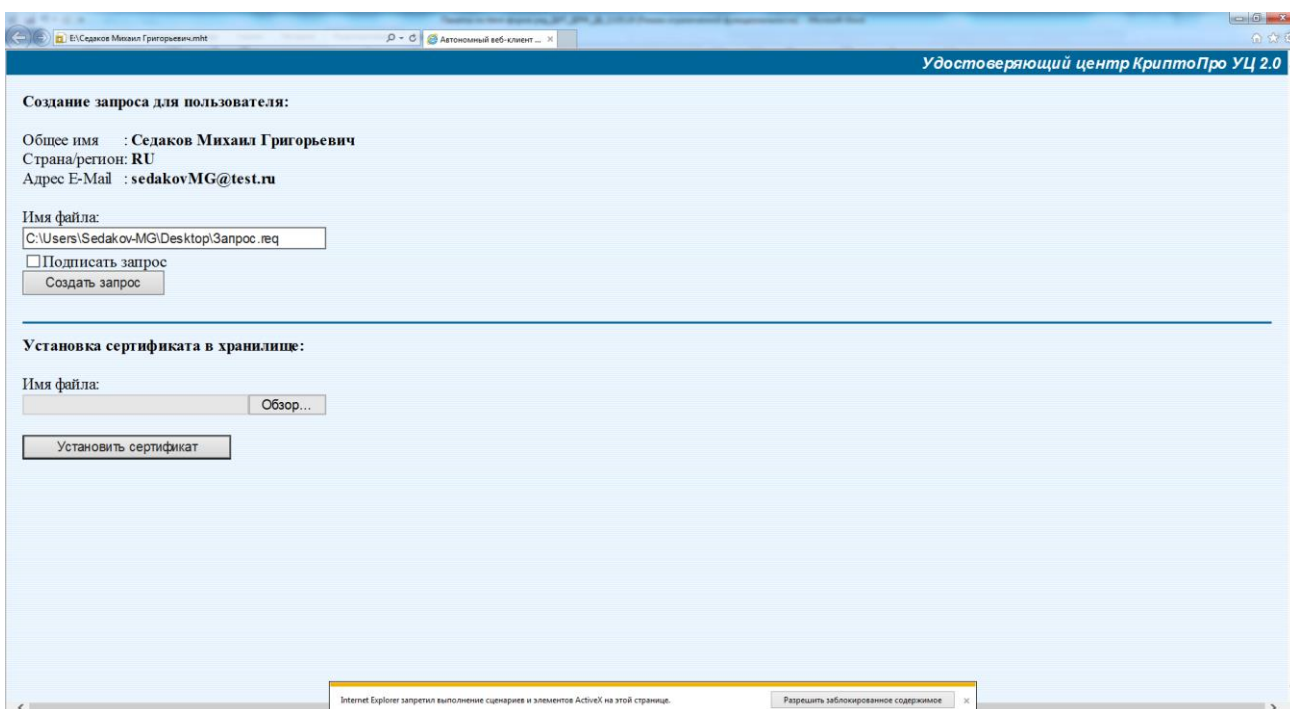 E:\Седаков Михаил Григорьевич.mht
Автономный веб-клиент ...
Удостоверяющий центр КриптоПро УЦ 2.0
Создание запроса для пользователя:
Общее имя : Седаков Михаил Григорьевич
Страна/регион: RU
Адрес E-Mail : sedakovMG@test.ru
Имя файла:
C:\Users\Sedakov-MG\Desktop\Запрос.req
Подписать запрос
Создать запрос
Установка сертификата в хранилище:
Имя файла:
Обзор...
Установить сертификат
Internet Explorer запретил выполнение сценариев и элементов ActiveX на этой странице. Разрешить заблокированное содержимое